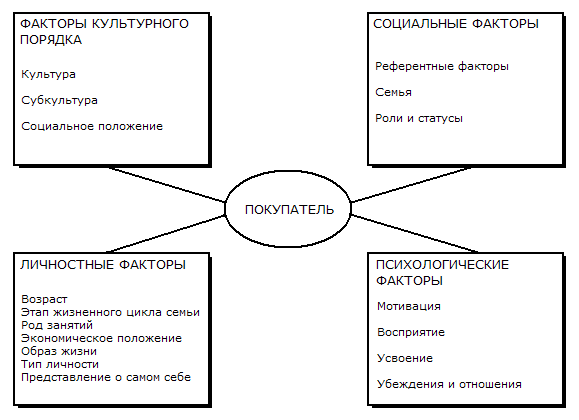 ФАКТОРЫ КУЛЬТУРНОГО
ПОРЯДКА
Культура
Субкультура
Социальное положение
СОЦИАЛЬНЫЕ ФАКТОРЫ
Референтные факторы
Семья
Роли и статусы
ПОКУПАТЕЛЬ
ЛИЧНОСТНЫЕ ФАКТОРЫ
Возраст
Этап жизненного цикла семьи
Род занятий
Экономическое положение
Образ жизни
Тип личности
Представление о самом себе
ПСИХОЛОГИЧЕСКИЕ
ФАКТОРЫ
Мотивация
Восприятие
Усвоение
Убеждения и отношения